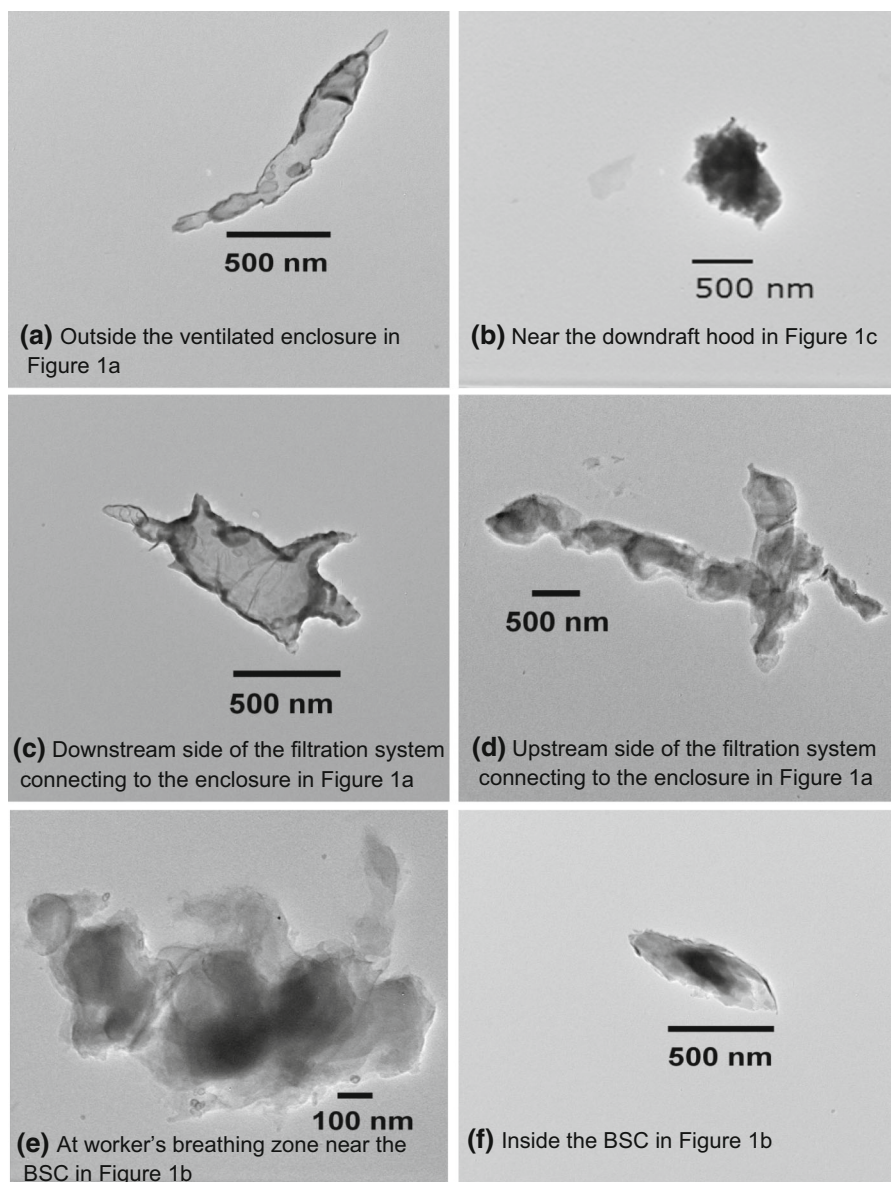 500 nm
(a) Outside the ventilated enclosure in
Figure 1a
500 nm
(b) Near the downdraft hood in Figure 1c
500 nm
(c) Downstream side of the filtration system
connecting to the enclosure in Figure 1a
500 nm
(d) Upstream side of the filtration system
connecting to the enclosure in Figure 1a
100 nm
(e) At worker's breathing zone near the
BSC in Figure 1b
500 nm
(f) Inside the BSC in Figure 1b